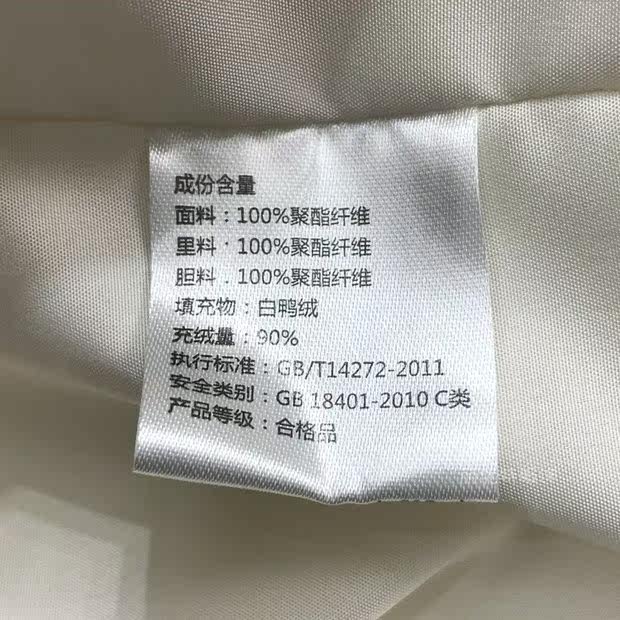 成份含量
面料：100%聚酯纤维
里料：100%聚酯纤维
胆料：100%聚酯纤维
填充物：白鸭绒
充绒量：90%
执行标准：GB/T14272-2011
安全类别：GB 18401-2010 C类
产品等级：合格品